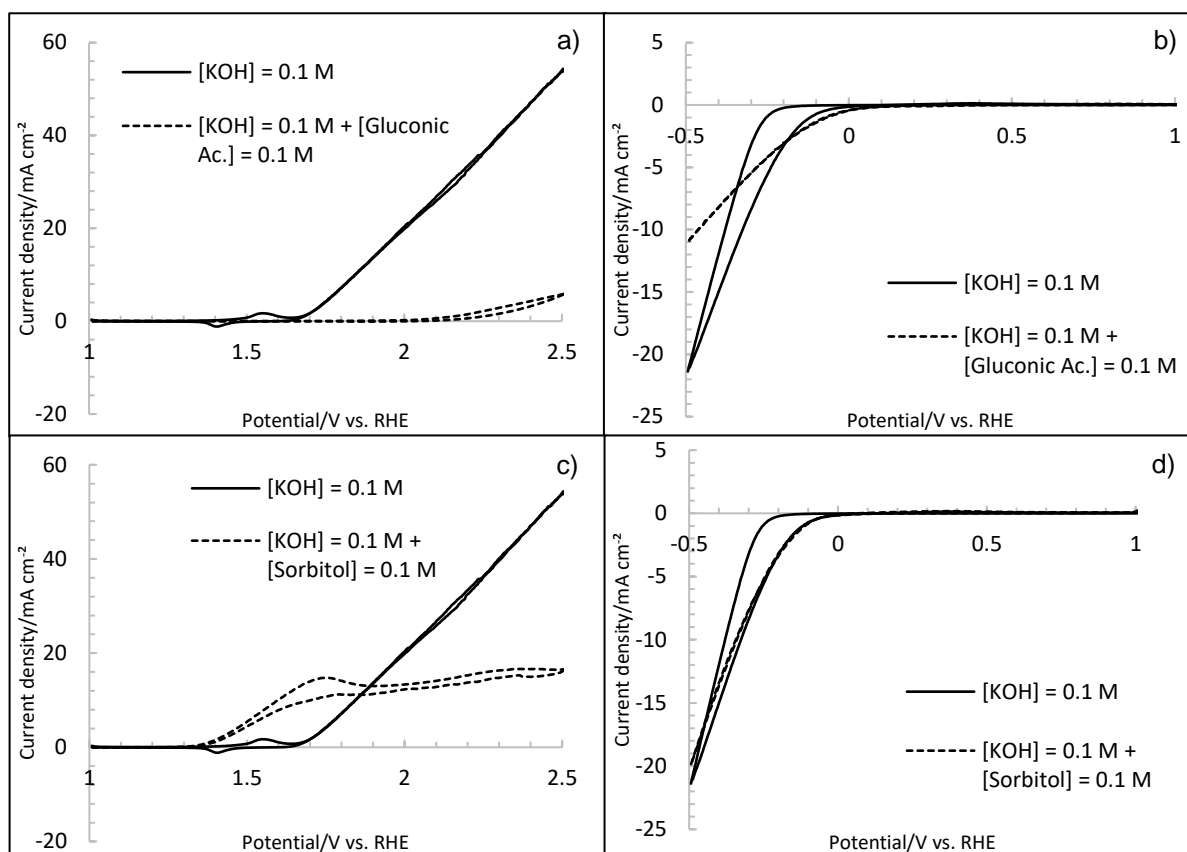 a)
60
40
20
0
-20
1
1.5
2
2.5
Current density/mA cm⁻²
Potential/V vs. RHE
[KOH] = 0.1 M
[KOH] = 0.1 M + [Gluconic
Ac.] = 0.1 M
b)
5
0
-5
-10
-15
-20
-25
-0.5
0
0.5
1
Current density/mA cm⁻²
Potential/V vs. RHE
[KOH] = 0.1 M
[KOH] = 0.1 M +
[Gluconic Ac.] = 0.1 M
c)
60
40
20
0
-20
1
1.5
2
2.5
Current density/mA cm⁻²
Potential/V vs. RHE
[KOH] = 0.1 M
[KOH] = 0.1 M +
[Sorbitol] = 0.1 M
d)
5
0
-5
-10
-15
-20
-25
-0.5
0
0.5
1
Current density/mA cm⁻²
Potential/V vs. RHE
[KOH] = 0.1 M
[KOH] = 0.1 M +
[Sorbitol] = 0.1 M